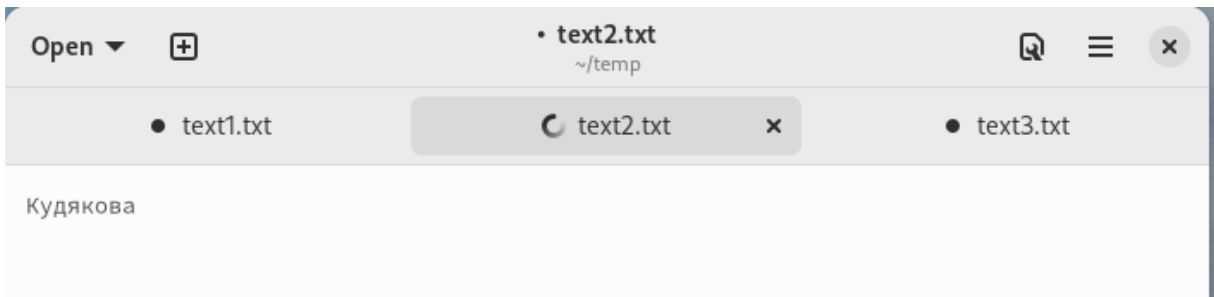 Open
• text2.txt
~/temp
● text1.txt
text2.txt
● text3.txt
Кудякова